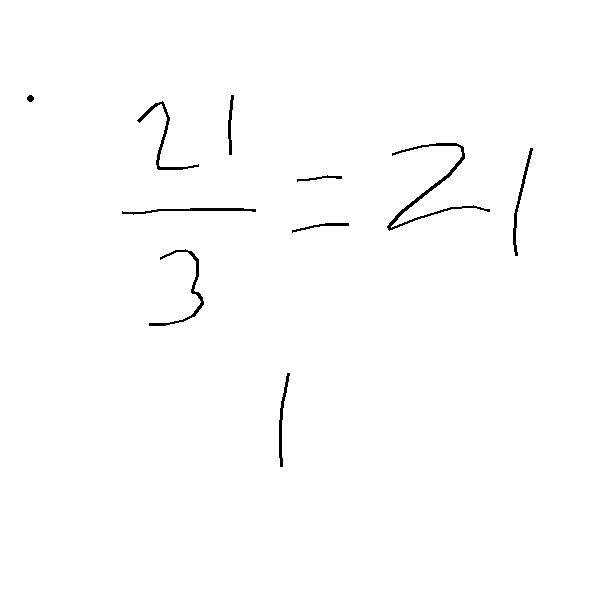 . 21/3 = 21
1